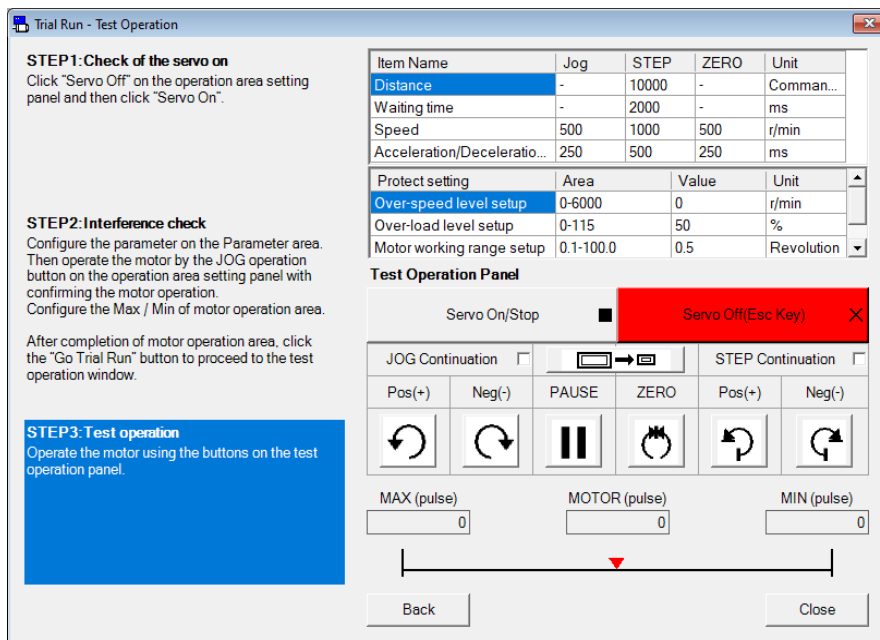 Trial Run - Test Operation
STEP1:Check of the servo on
Click "Servo Off" on the operation area setting
panel and then click "Servo On".
STEP2:Interference check
Configure the parameter on the Parameter area.
Then operate the motor by the JOG operation
button on the operation area setting panel with
confirming the motor operation.
Configure the Max / Min of motor operation area.
After completion of motor operation area, click
the "Go Trial Run" button to proceed to the test
operation window.
STEP3:Test operation
Operate the motor using the buttons on the test
operation panel.
Item Name Jog STEP ZERO Unit
Distance - 10000 - Comman...
Waiting time - 2000 - ms
Speed 500 1000 500 r/min
Acceleration/Deceleratio... 250 500 250 ms
Protect setting Area Value Unit
Over-speed level setup 0-6000 0 r/min
Over-load level setup 0-115 50 %
Motor working range setup 0.1-100.0 0.5 Revolution
Test Operation Panel
Servo On/Stop Servo Off(Esc Key)
JOG Continuation STEP Continuation
Pos(+) Neg(-) PAUSE ZERO Pos(+) Neg(-)
MAX (pulse) MOTOR (pulse) MIN (pulse)
0 0 0
Back Close